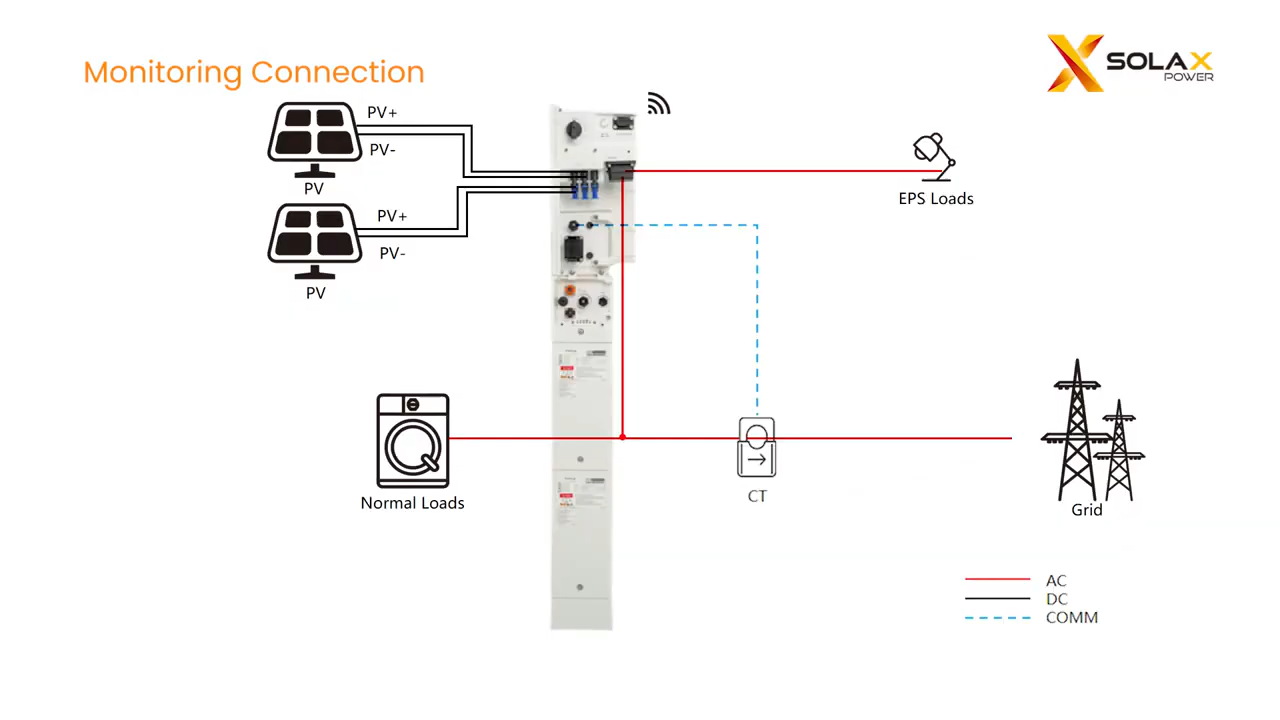 Monitoring Connection
SOLAX
POWER
PV+
PV-
PV
PV+
PV-
PV
EPS Loads
Normal Loads
CT
Grid
AC
DC
COMM